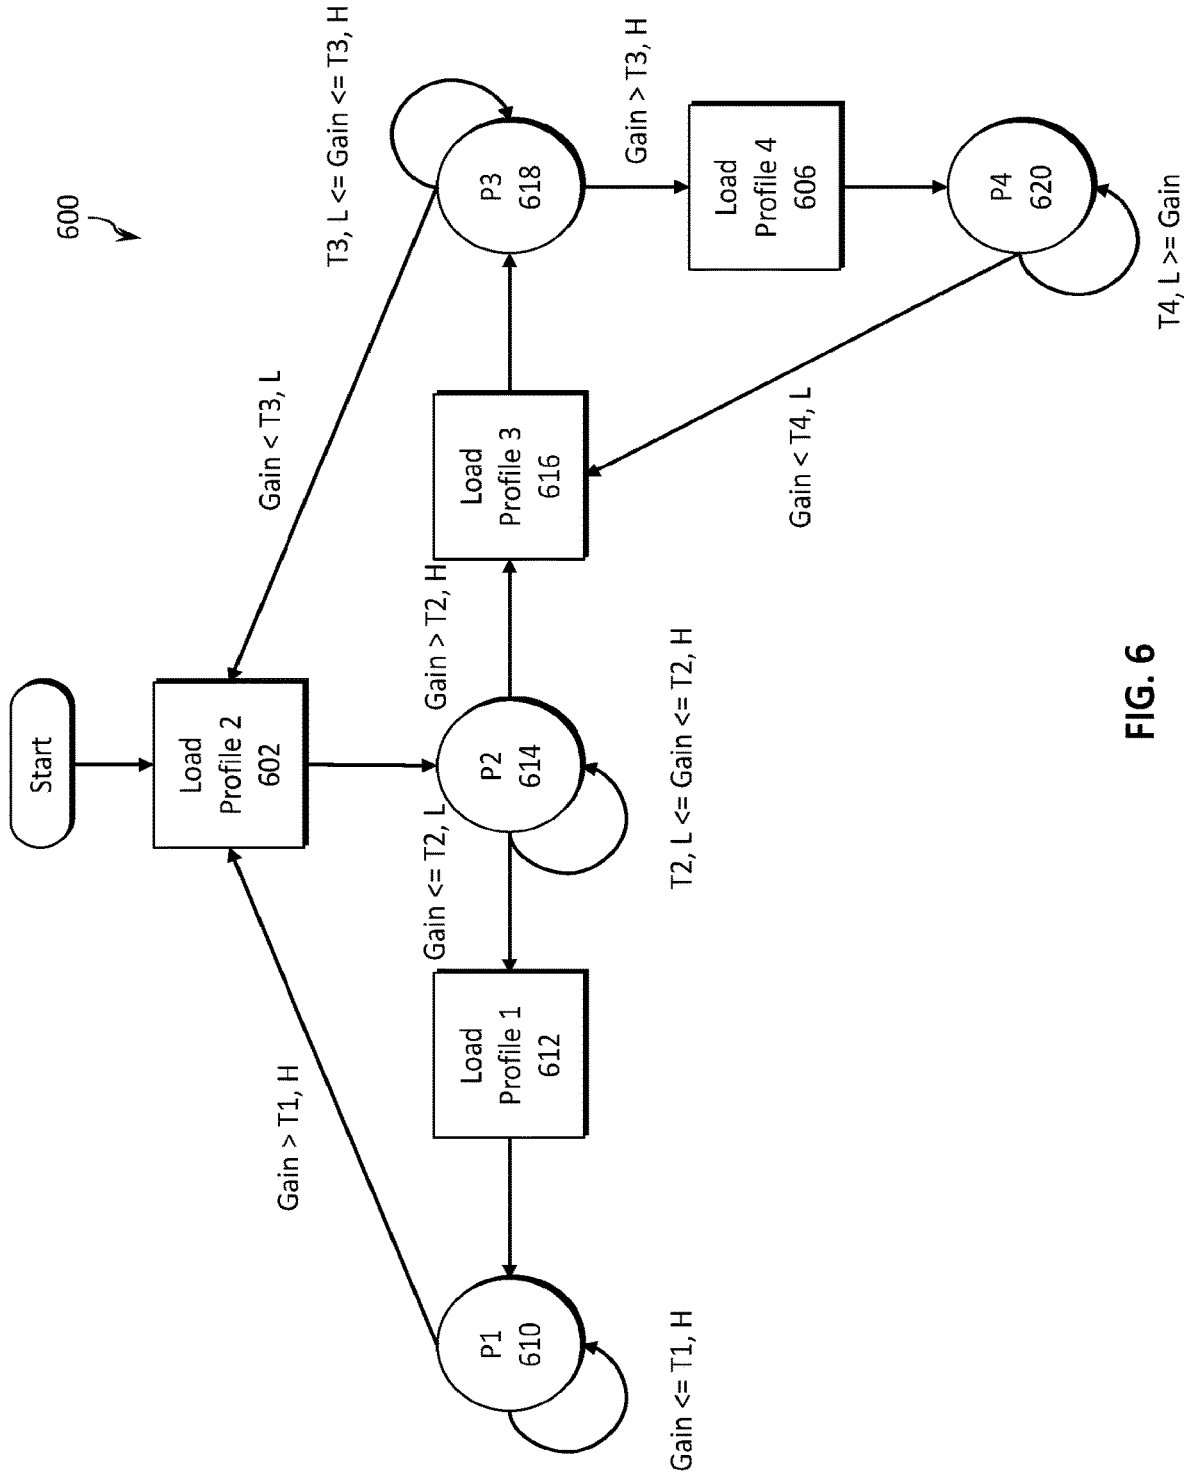 600
Start
Load
Profile 2
602
Gain > T1, H
Gain < T3, L
T3, L <= Gain <= T3, H
P1
610
Load
Profile 1
612
Gain <= T2, L
P2
614
Gain > T2, H
Load
Profile 3
616
P3
618
Gain > T3, H
Gain <= T1, H
T2, L <= Gain <= T2, H
Load
Profile 4
606
Gain < T4, L
P4
620
T4, L >= Gain
FIG. 6